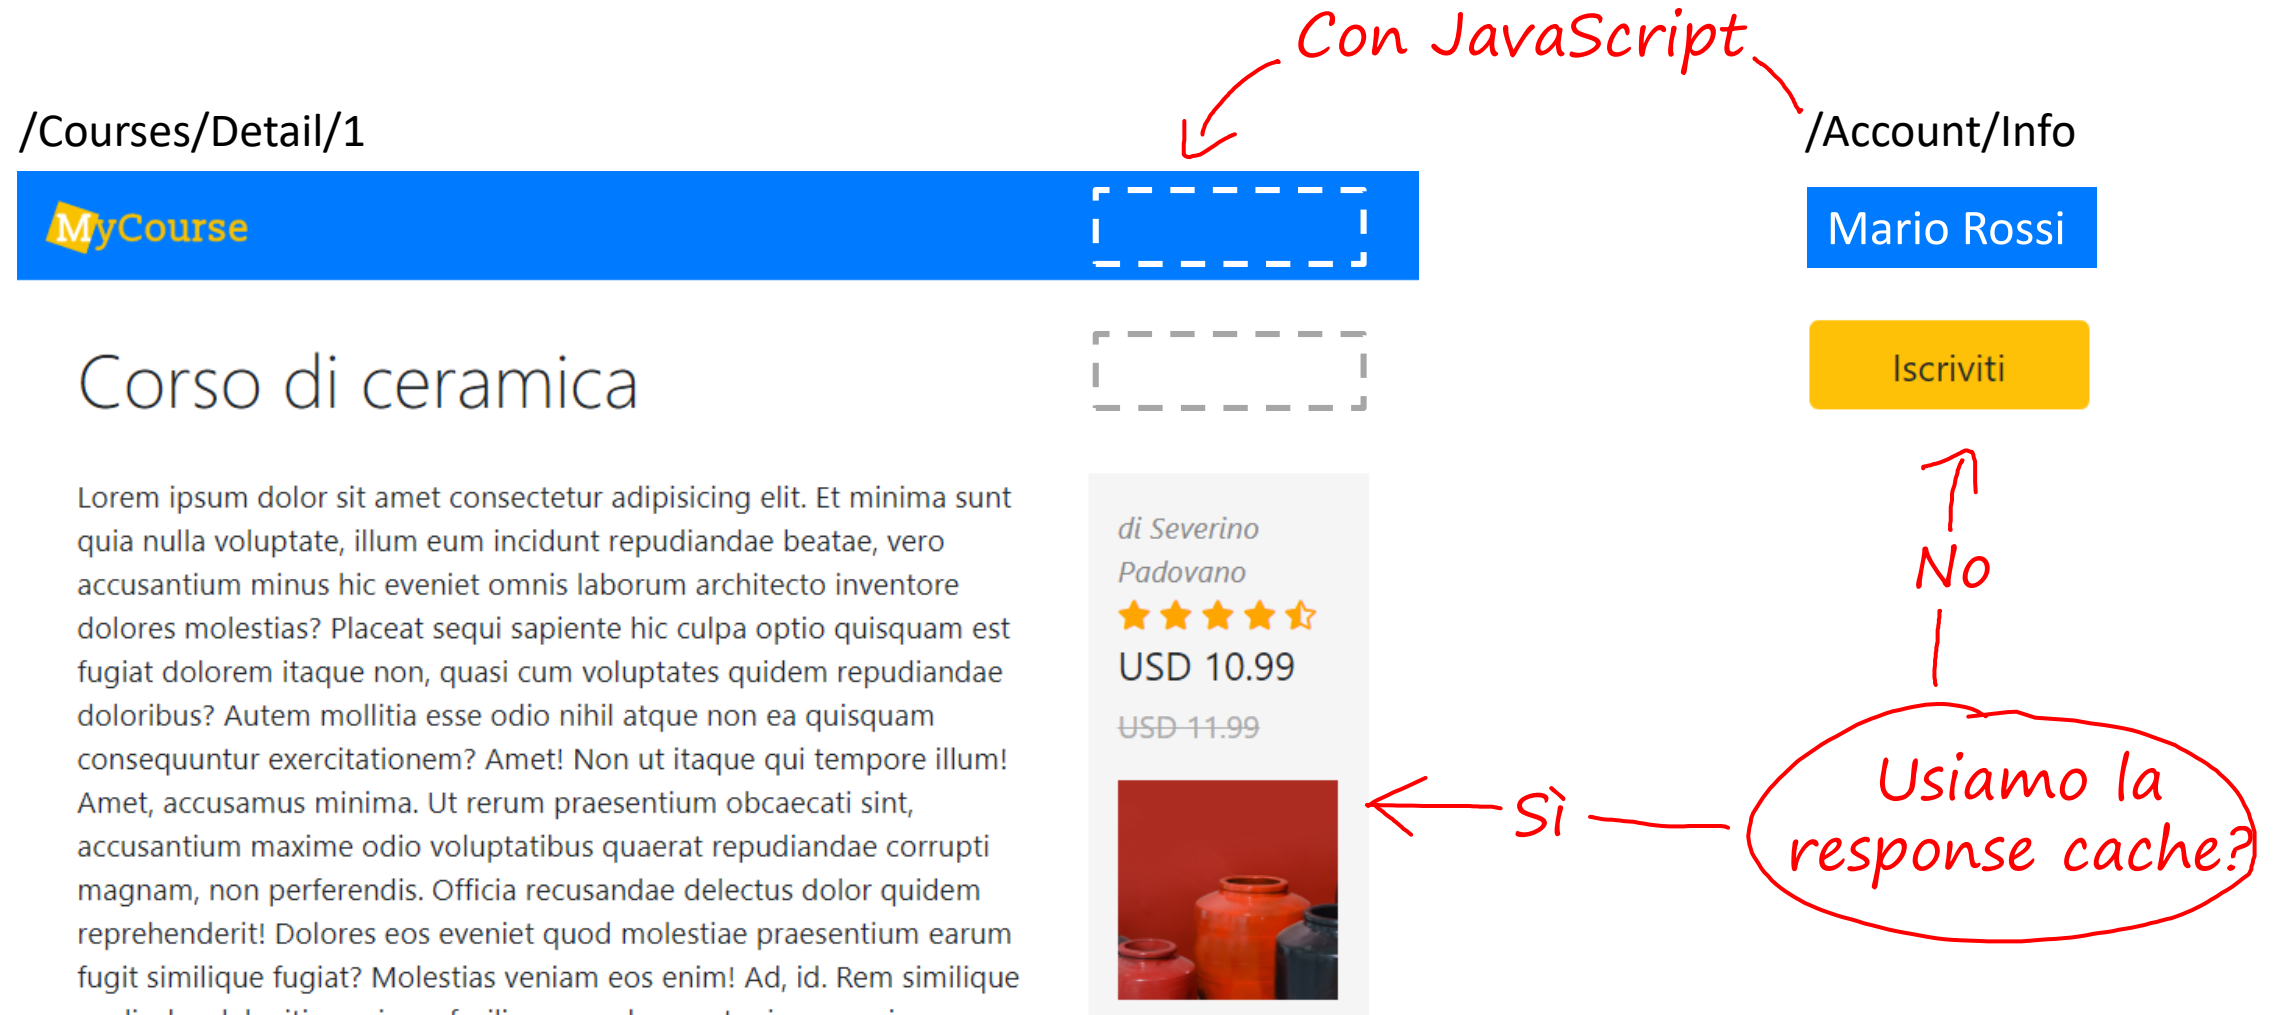 Con JavaScript
/Courses/Detail/1
/Account/Info
MyCourse
Mario Rossi
Corso di ceramica
Iscriviti
Lorem ipsum dolor sit amet consectetur adipisicing elit. Et minima sunt
quia nulla voluptate, illum eum incidunt repudiandae beatae, vero
accusantium minus hic eveniet omnis laborum architecto inventore
dolores molestias? Placeat sequi sapiente hic culpa optio quisquam est
fugiat dolorem itaque non, quasi cum voluptates quidem repudiandae
doloribus? Autem mollitia esse odio nihil atque non ea quisquam
consequuntur exercitationem? Amet! Non ut itaque qui tempore illum!
Amet, accusamus minima. Ut rerum praesentium obcaecati sint,
accusantium maxime odio voluptatibus quaerat repudiandae corrupti
magnam, non perferendis. Officia recusandae delectus dolor quidem
reprehenderit! Dolores eos eveniet quod molestiae praesentium earum
fugit similique fugiat? Molestias veniam eos enim! Ad, id. Rem similique
di Severino
Padovano
USD 10.99
USD 11.99
No
Sì
Usiamo la
response cache?